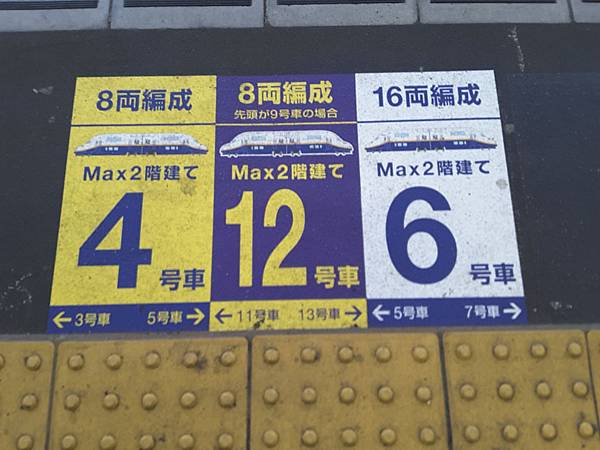 8両編成
Max2階建て
4号車
←3号車 5号車→
8両編成
先頭が9号車の場合
Max2階建て
12号車
←11号車 13号車→
16両編成
Max2階建て
6号車
←5号車 7号車→